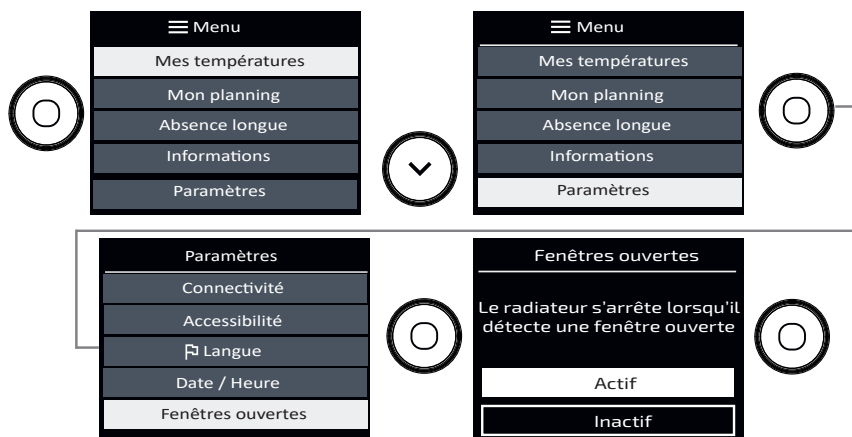 Menu
Mes températures
Mon planning
Absence longue
Informations
Paramètres
Menu
Mes températures
Mon planning
Absence longue
Informations
Paramètres
Paramètres
Connectivité
Accessibilité
Langue
Date / Heure
Fenêtres ouvertes
Fenêtres ouvertes
Le radiateur s'arrête lorsqu'il
détecte une fenêtre ouverte
Actif
Inactif